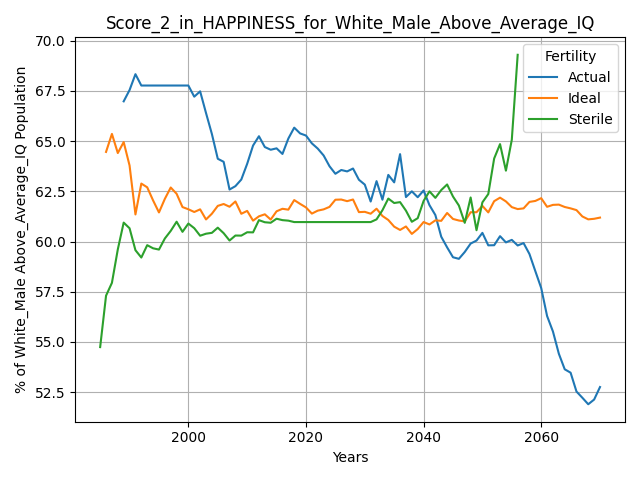 Score_2_in_HAPPINESS_for_White_Male_Above_Average_IQ
% of White_Male Above_Average_IQ Population
70.0
67.5
65.0
62.5
60.0
57.5
55.0
52.5
Fertility
Actual
Ideal
Sterile
2000
2020
2040
2060
Years